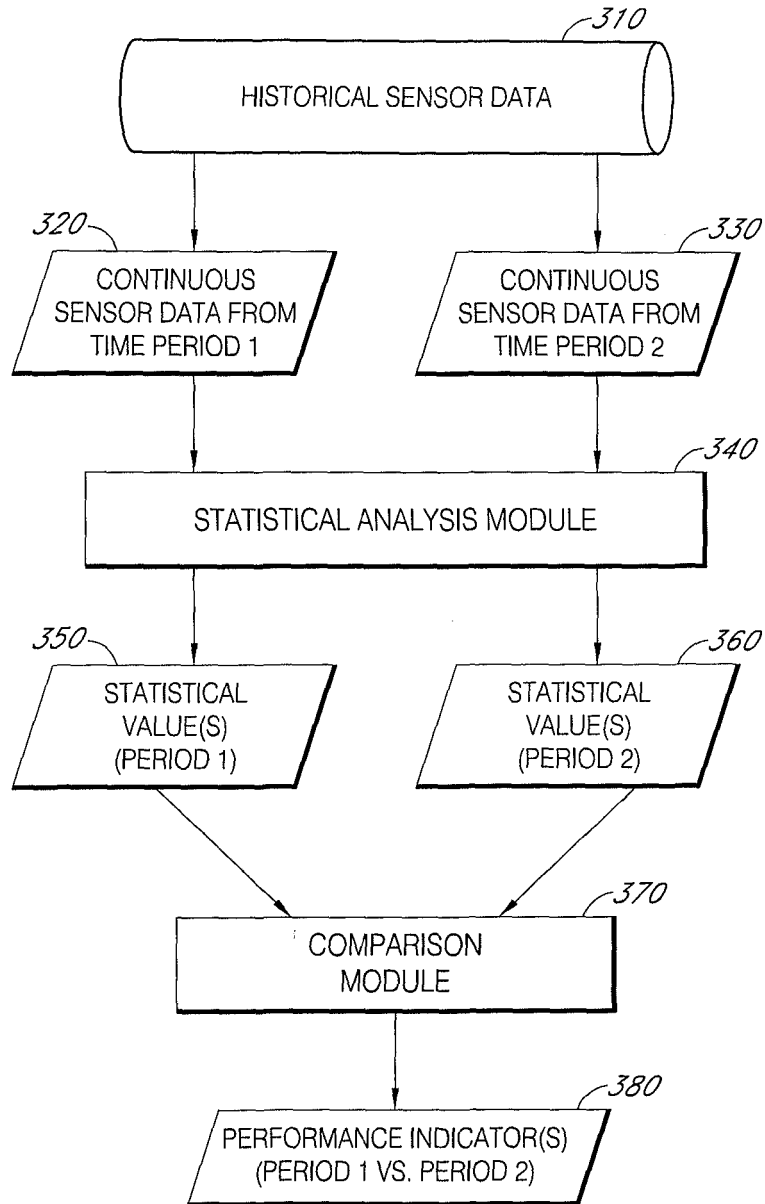 310
HISTORICAL SENSOR DATA
320
330
CONTINUOUS
SENSOR DATA FROM
TIME PERIOD 1
CONTINUOUS
SENSOR DATA FROM
TIME PERIOD 2
340
STATISTICAL ANALYSIS MODULE
350
360
STATISTICAL
VALUE(S)
(PERIOD 1)
STATISTICAL
VALUE(S)
(PERIOD 2)
370
COMPARISON
MODULE
380
PERFORMANCE INDICATOR(S)
(PERIOD 1 VS. PERIOD 2)